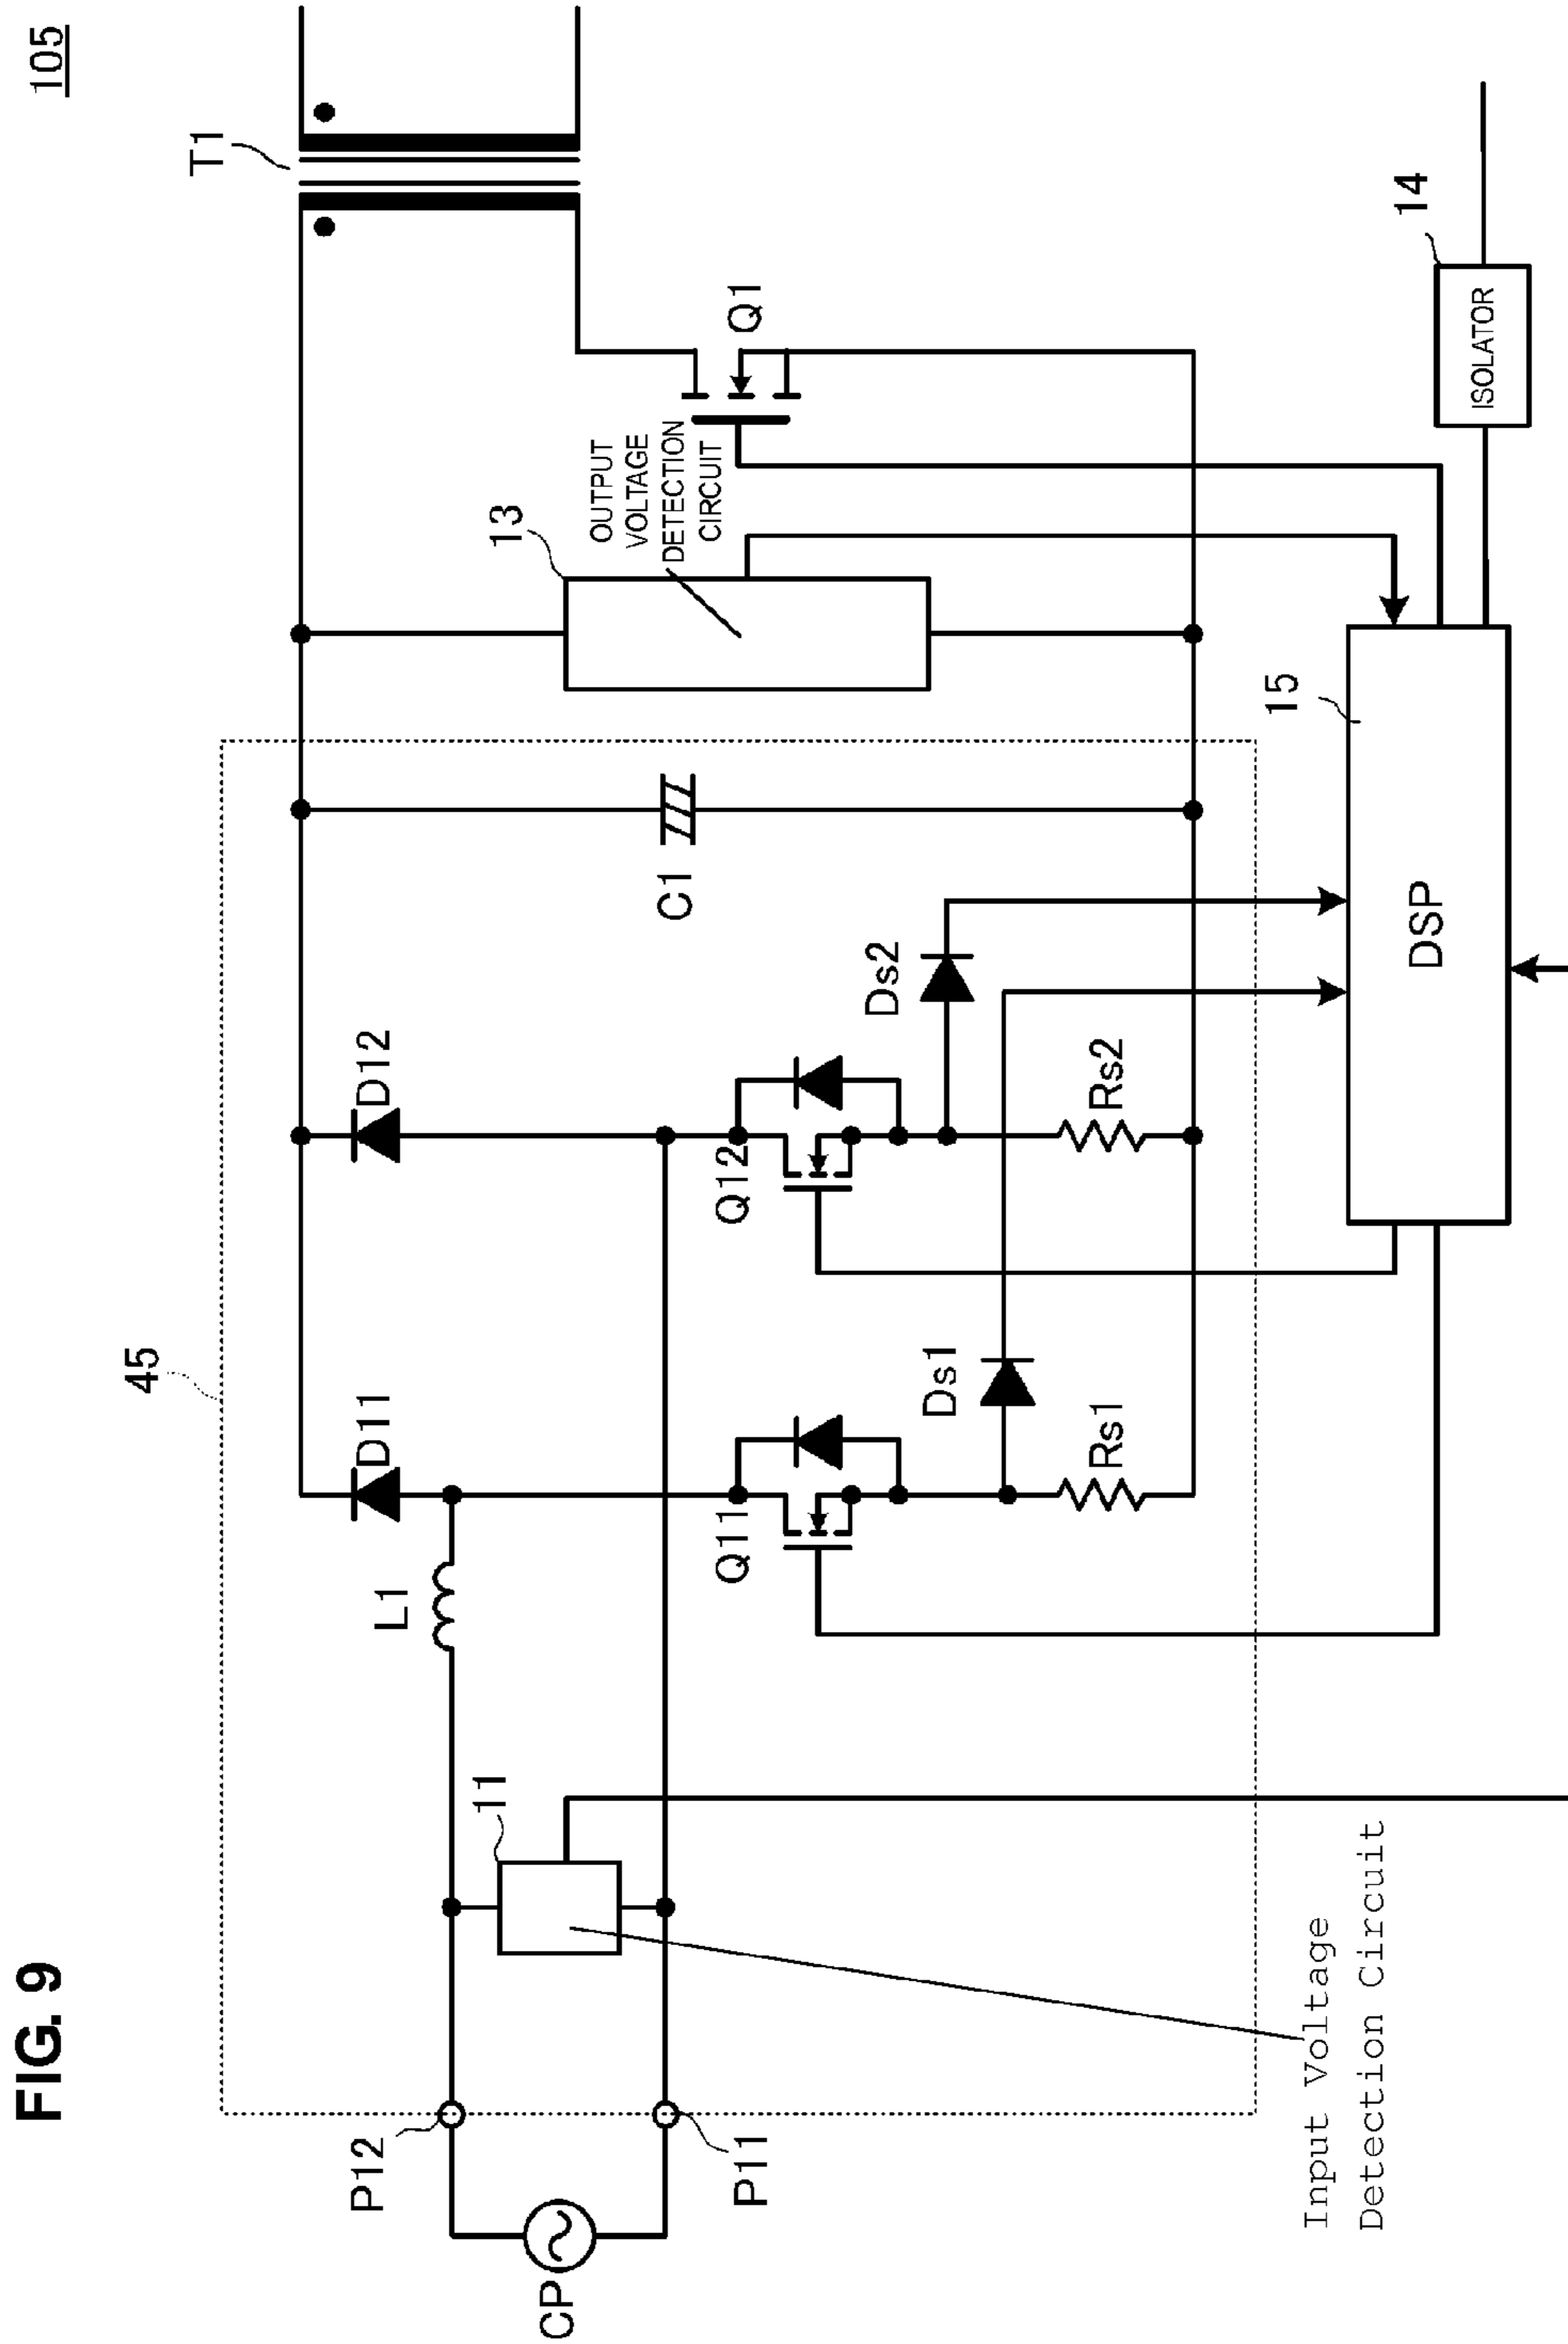 FIG. 9
105
45
T1
D11
D12
L1
P12
11
CP
P11
Q11
Q12
C1
13
OUTPUT
VOLTAGE
DETECTION
CIRCUIT
Q1
Ds1
Ds2
Rs1
Rs2
Input Voltage
Detection Circuit
15
DSP
14
ISOLATOR